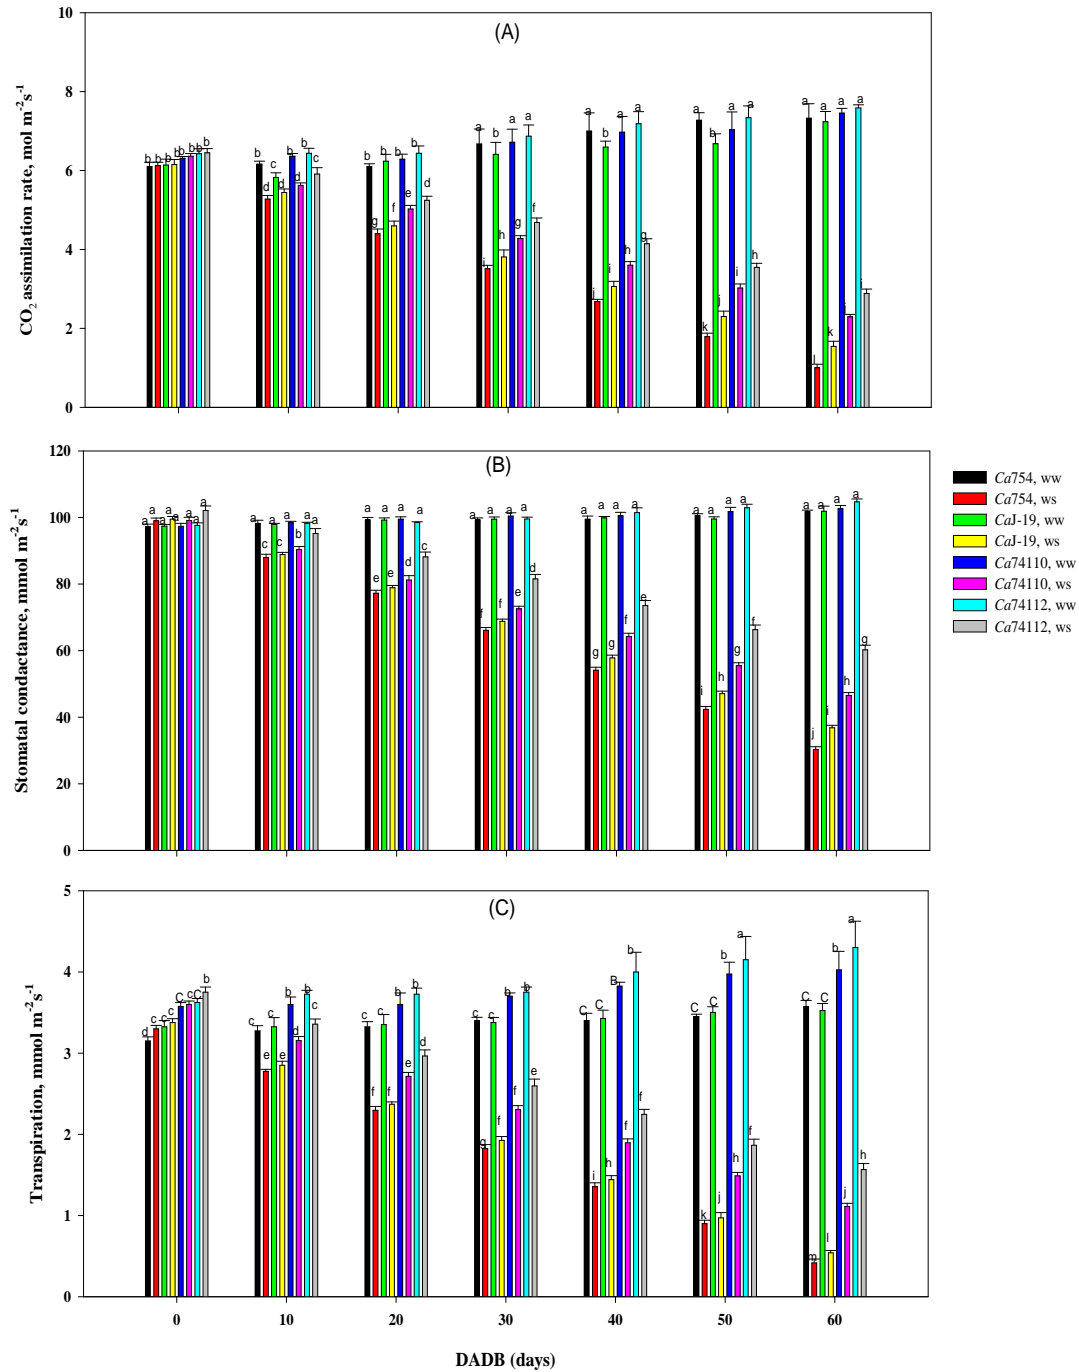 (A)
CO2 assimilation rate, mol m-2s-1
10
8
6
4
2
0
b b b b b b b b
b d c d b d b c
b g b f b e b d
a i b h a g a f
a j b i a h a g
a k b j a i a h
a l a k a j a i
(B)
Stomatal condactance, mmol m-2s-1
120
100
80
60
40
20
0
a a a a a a a a
a c a c a b a a
a e a e a d a c
a f a f a e a d
a g a g a f a e
a i a h a g a f
a j a i a h a g
Ca754, ww
Ca754, ws
CaJ-19, ww
CaJ-19, ws
Ca74110, ww
Ca74110, ws
Ca74112, ww
Ca74112, ws
(C)
Transpiration, mmol m-2s-1
5
4
3
2
1
0
d c c c C c C b
c e c e b d b c
c f c f b e b d
c g c f b f b e
C i C h B f b f
C k C j b h a f
C m C l b j a h
0 10 20 30 40 50 60
DADB (days)